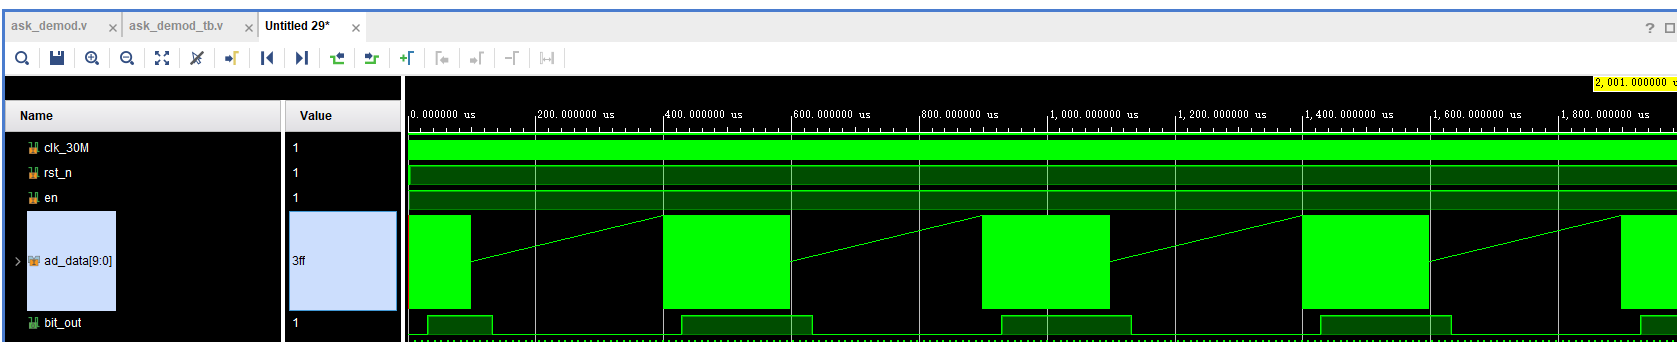 ask_demod.v × ask_demod_tb.v × Untitled 29* ×
?
2,001.000000 u
Name Value
0.000000 us 200.000000 us 400.000000 us 600.000000 us 800.000000 us 1,000.000000 us 1,200.000000 us 1,400.000000 us 1,600.000000 us 1,800.000000 us
clk_30M 1
rst_n 1
en 1
ad_data[9:0] 3ff
bit_out 1